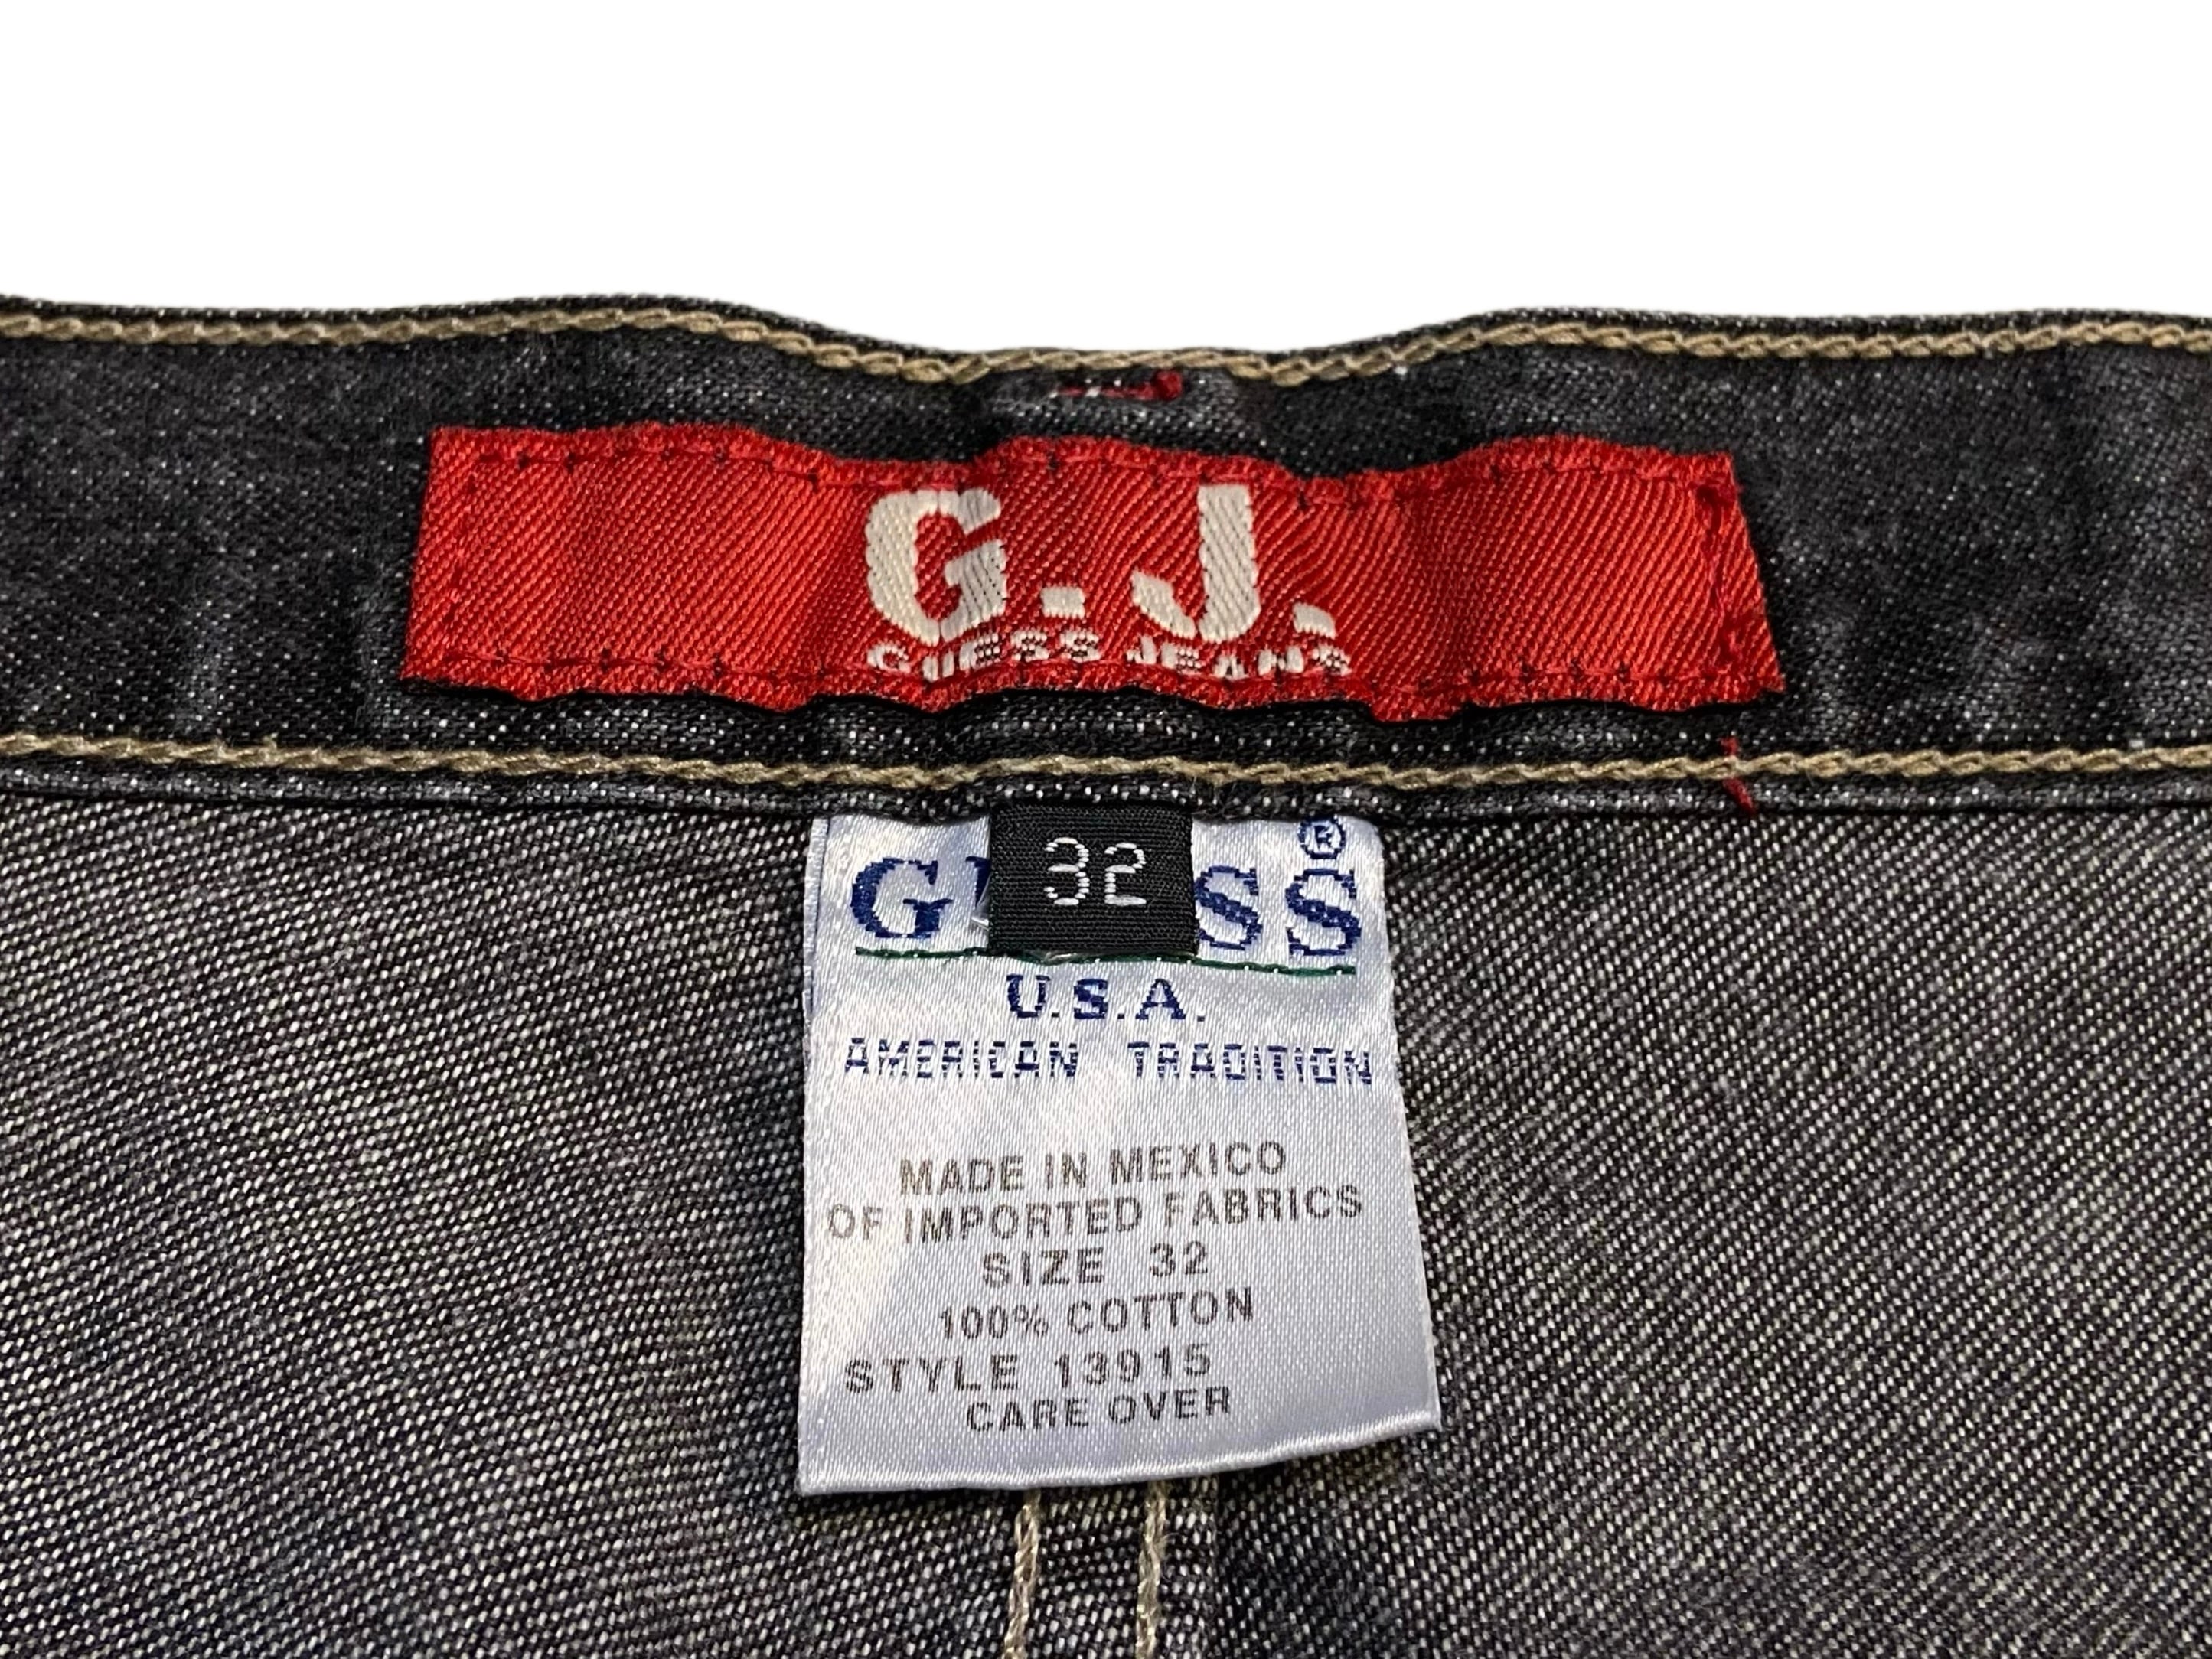 G.J.
GUESS JEANS
32
G SS®
U.S.A.
AMERICAN TRADITION
MADE IN MEXICO
OF IMPORTED FABRICS
SIZE 32
100% COTTON
STYLE 13915
CARE OVER